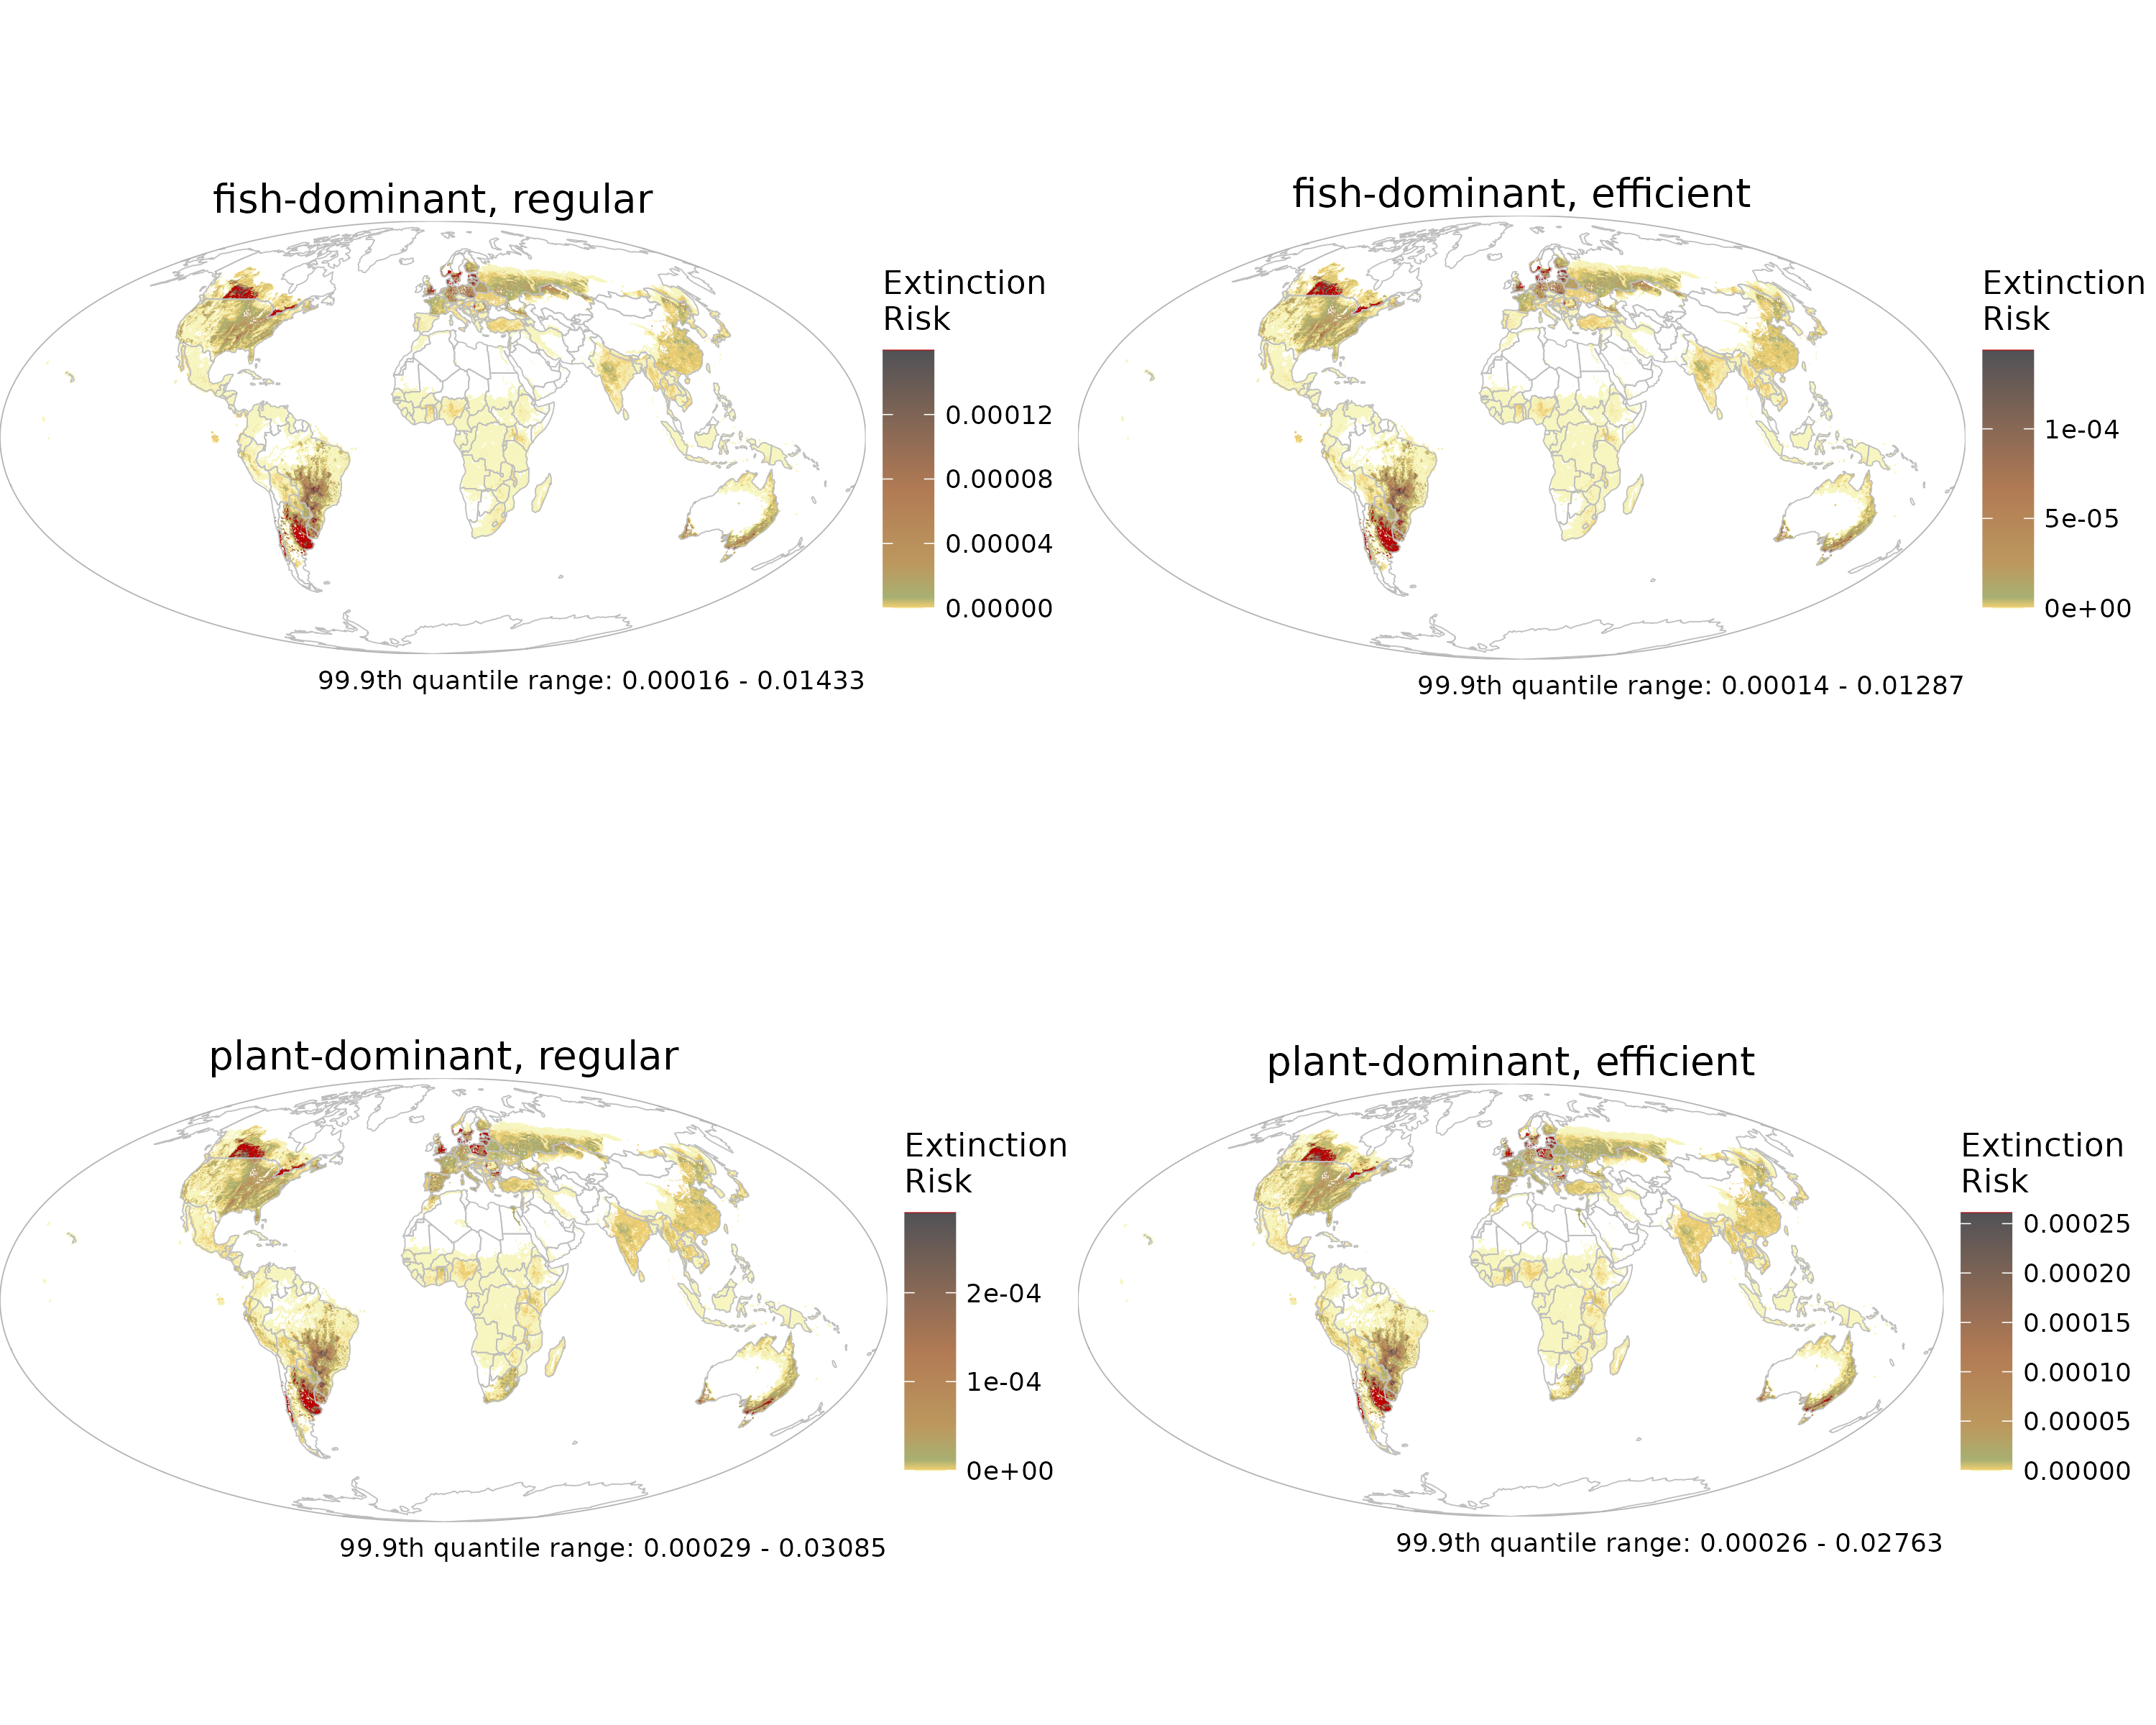 fish-dominant, regular
Extinction
Risk
0.00012
0.00008
0.00004
0.00000
99.9th quantile range: 0.00016 - 0.01433
fish-dominant, efficient
Extinction
Risk
1e-04
5e-05
0e+00
99.9th quantile range: 0.00014 - 0.01287
plant-dominant, regular
Extinction
Risk
2e-04
1e-04
0e+00
99.9th quantile range: 0.00029 - 0.03085
plant-dominant, efficient
Extinction
Risk
0.00025
0.00020
0.00015
0.00010
0.00005
0.00000
99.9th quantile range: 0.00026 - 0.02763